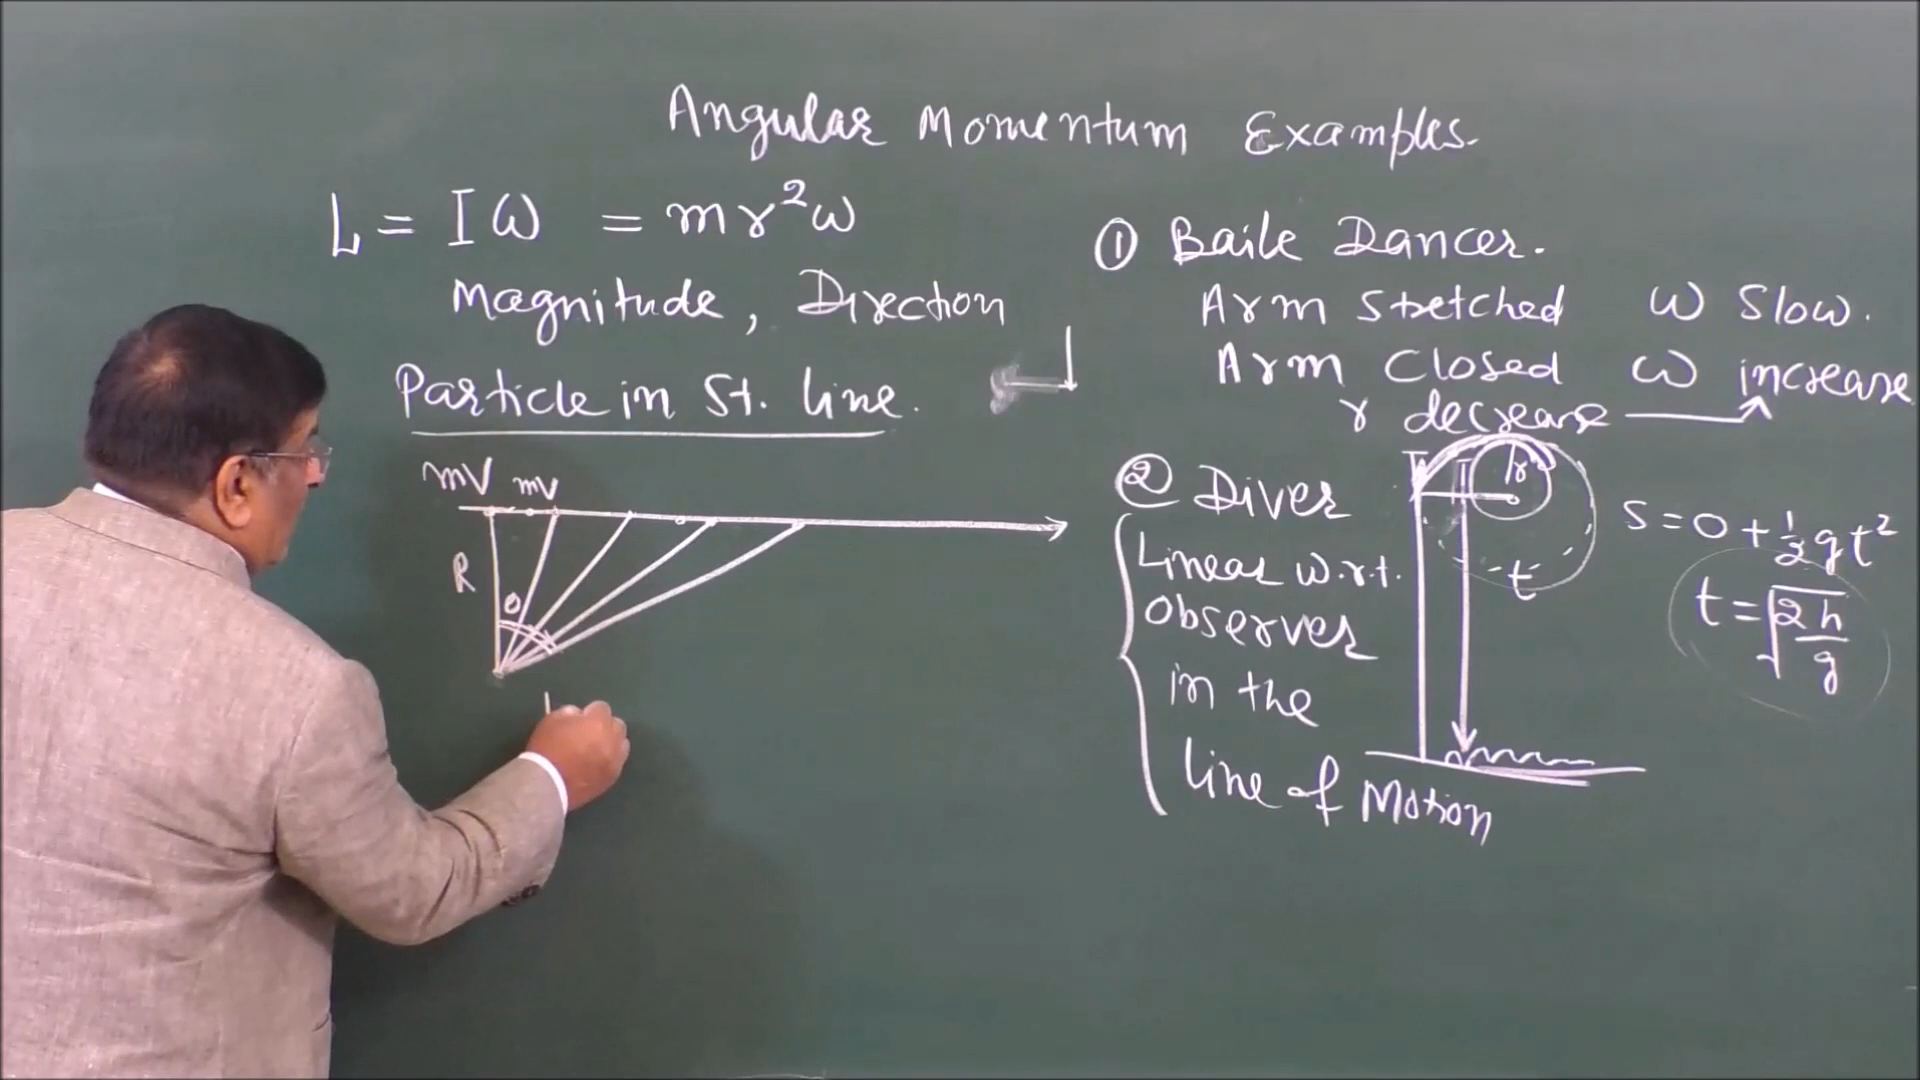 Angular Momentum Examples.
L = Iω = mr²ω
Magnitude, Direction
Particle in St. line.
mV mV
R θ
① Baile Dancer.
Arm Stretched ω Slow.
Arm Closed ω increase
r decrease
② Diver
Linear w.r.t.
Observer
in the
line of Motion
r
t
S = 0 + ½gt²
t = √2h/g